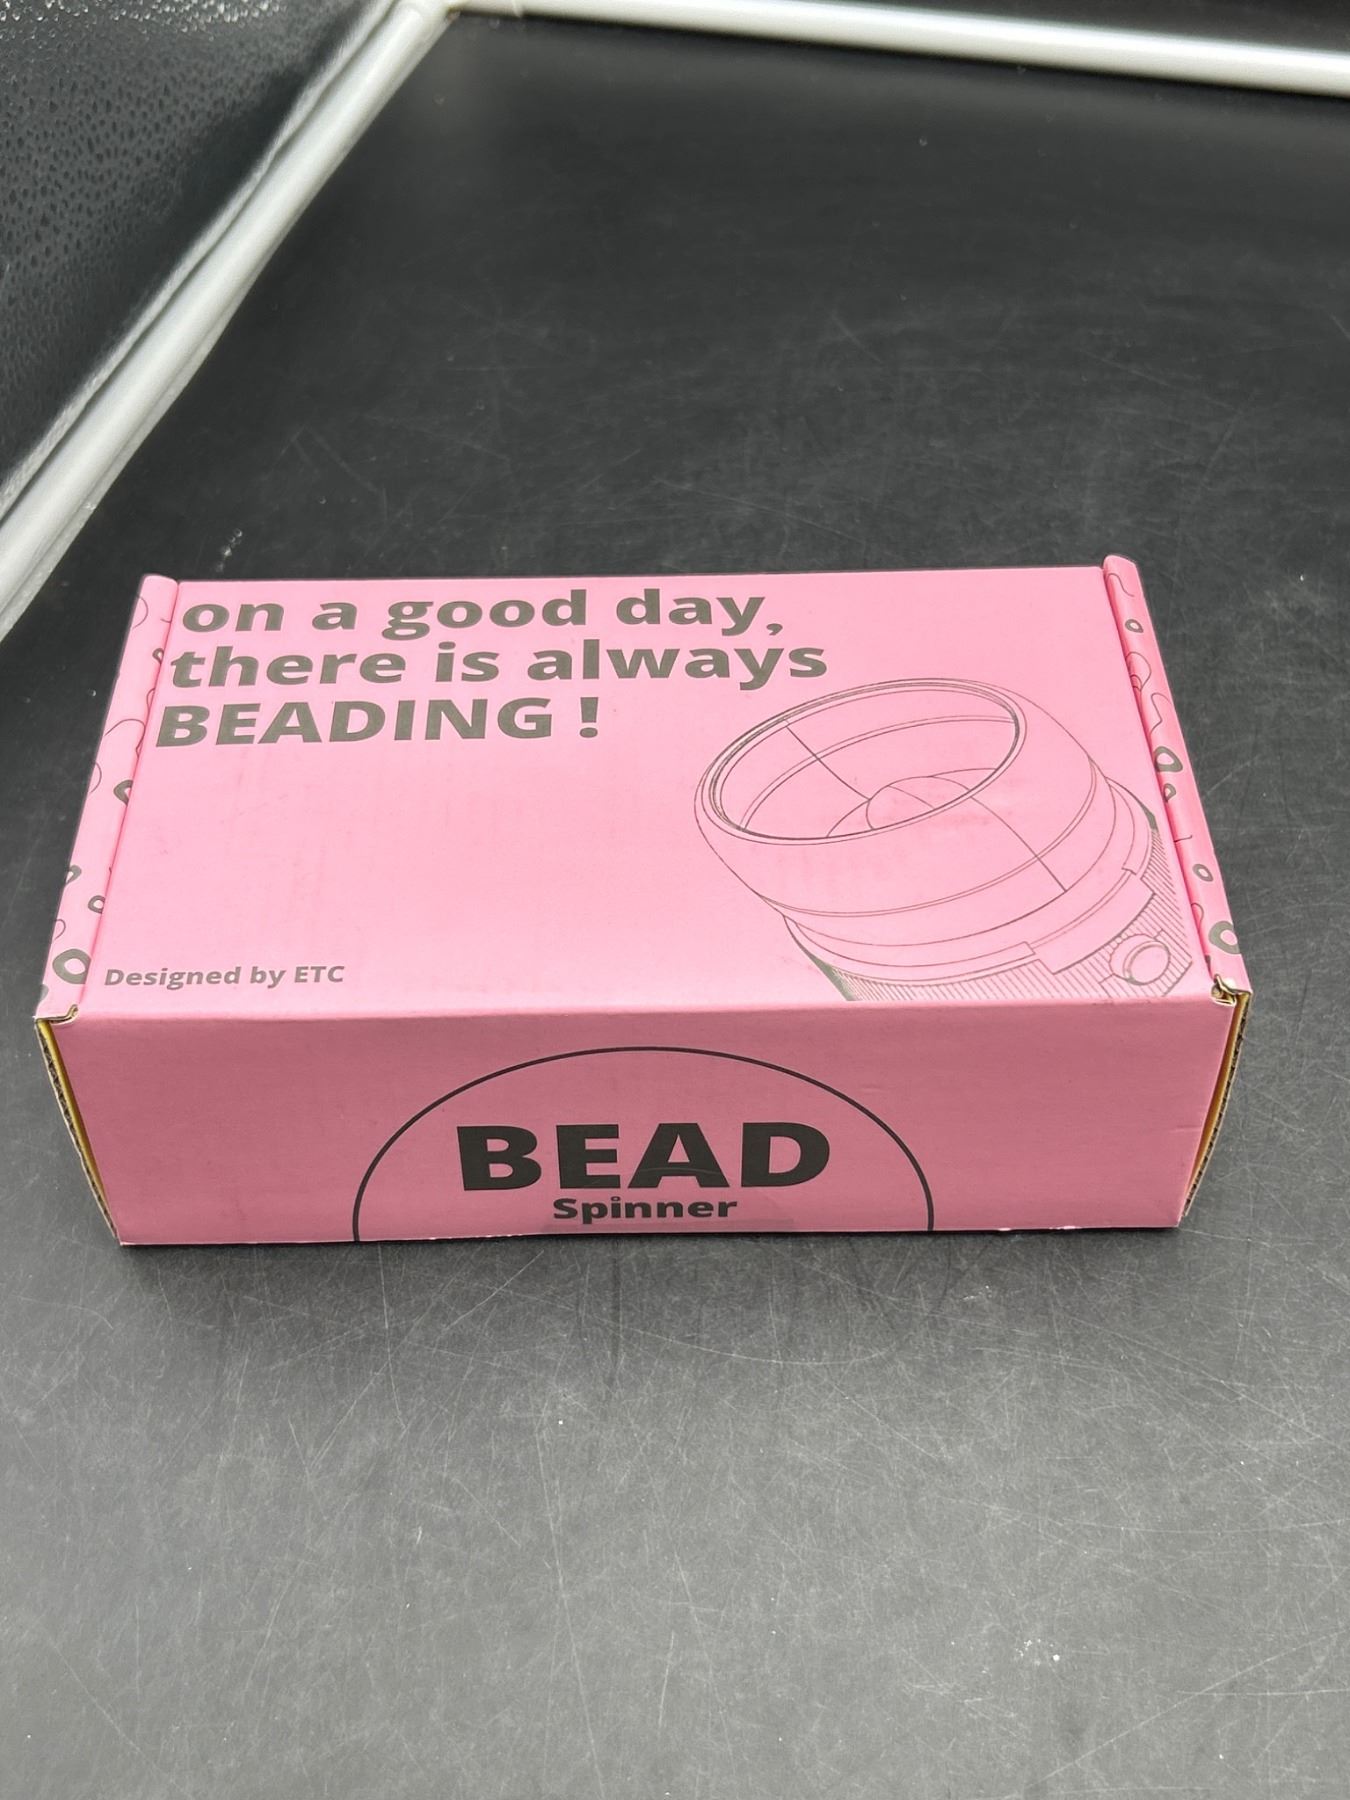 on a good day,
there is always
BEADING !
Designed by ETC
BEAD
Spinner